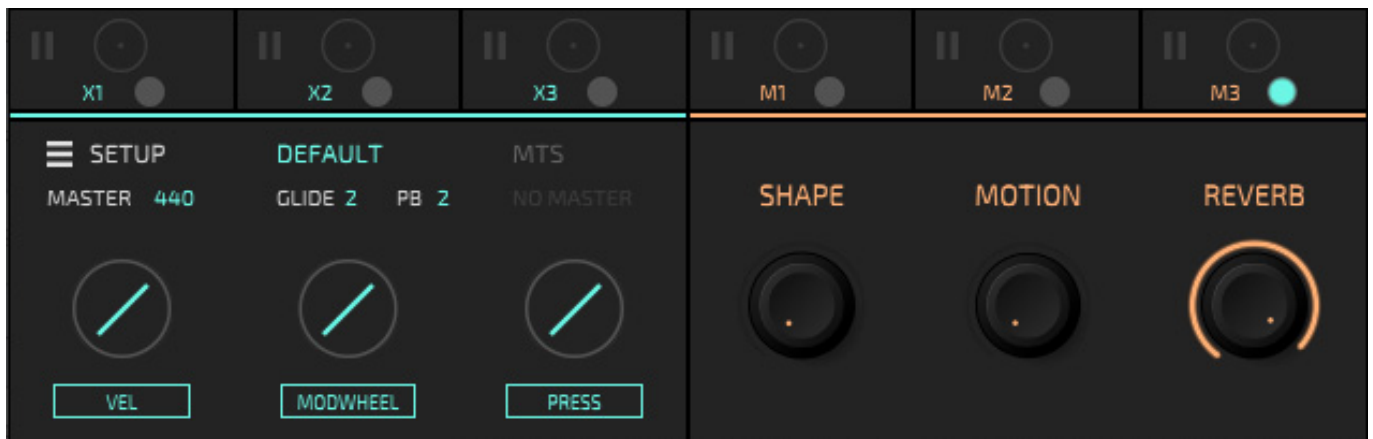 X1 X2 X3 M1 M2 M3
SETUP DEFAULT MTS
MASTER 440 GLIDE 2 PB 2 NO MASTER
SHAPE MOTION REVERB
VEL MODWHEEL PRESS